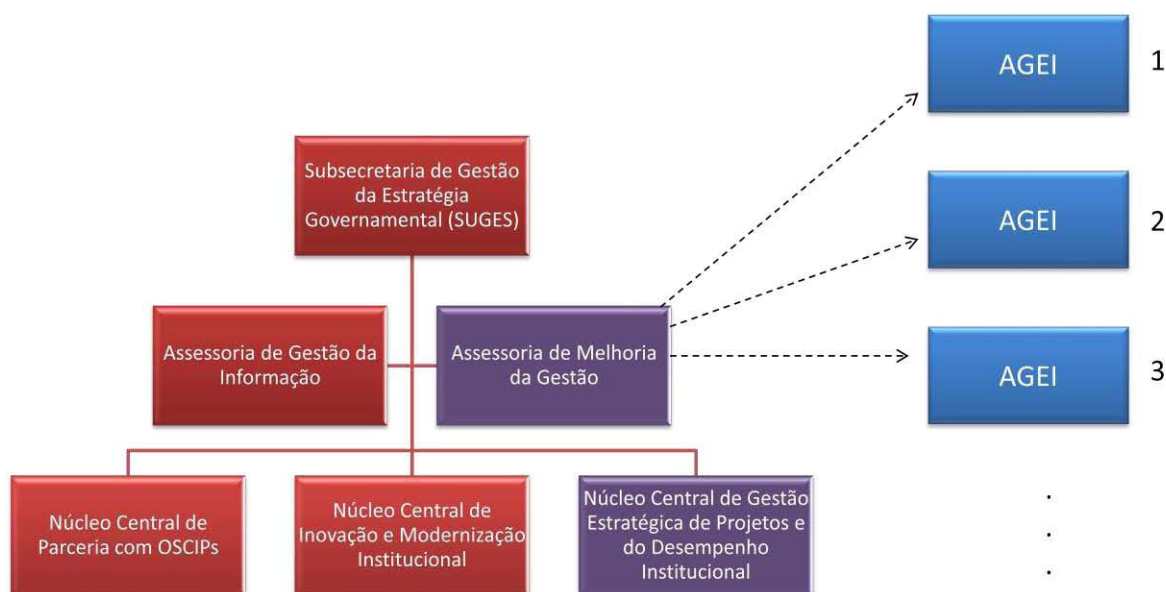 AGEI
1
Subsecretaria de Gestão
da Estratégia
Governamental (SUGES)
AGEI
2
Assessoria de Gestão da
Informação
Assessoria de Melhoria
da Gestão
AGEI
3
Núcleo Central de
Parceria com OSCIPs
Núcleo Central de
Inovação e Modernização
Institucional
Núcleo Central de Gestão
Estratégica de Projetos e
do Desempenho
Institucional
.
.
.